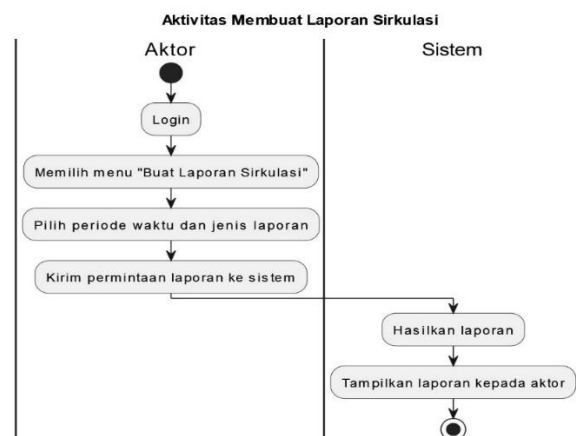 Aktivitas Membuat Laporan Sirkulasi
Aktor
Sistem
Login
Memilih menu "Buat Laporan Sirkulasi"
Pilih periode waktu dan jenis laporan
Kirim permintaan laporan ke sistem
Hasilkan laporan
Tampilkan laporan kepada aktor